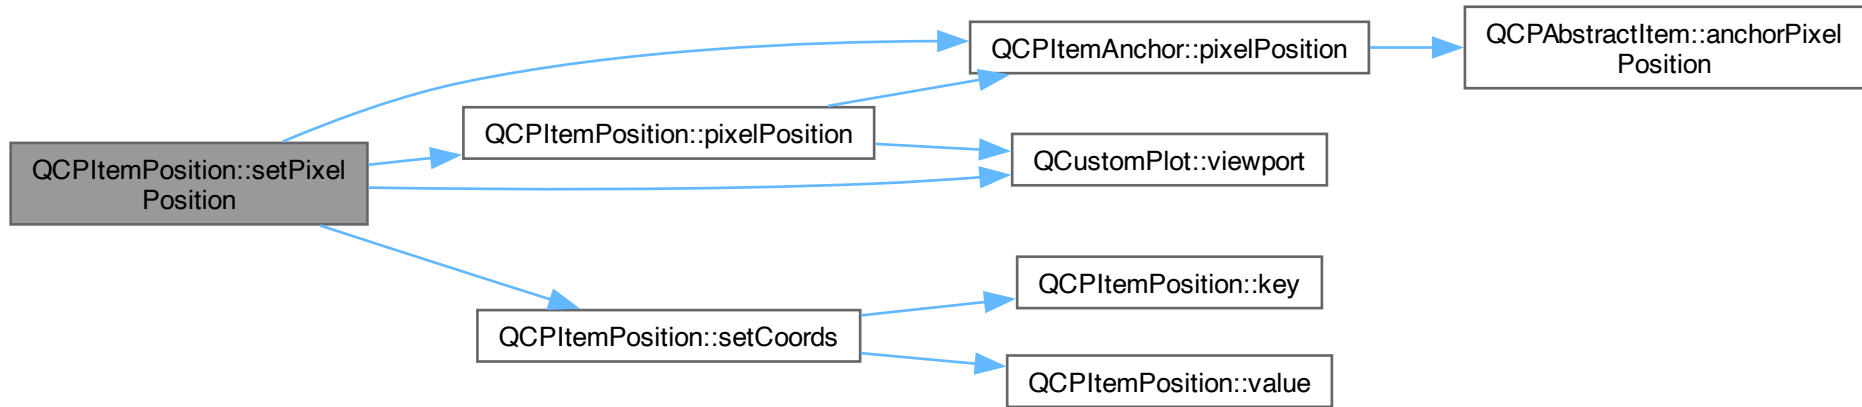 QCPItemPosition::setPixel
Position
QCPItemAnchor::pixelPosition
QCPItemPosition::pixelPosition
QCPAbstractItem::anchorPixel
Position
QCustomPlot::viewport
QCPItemPosition::setCoords
QCPItemPosition::key
QCPItemPosition::value